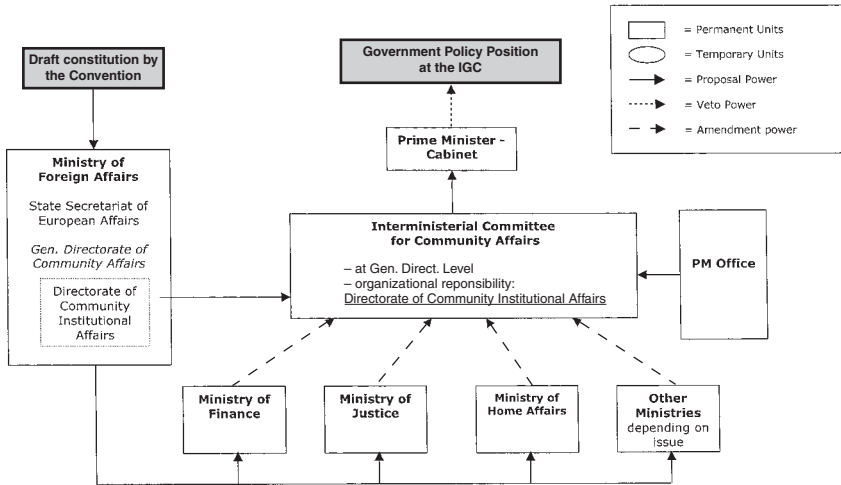 Draft constitution by
the Convention
Government Policy Position
at the IGC
= Permanent Units
= Temporary Units
= Proposal Power
= Veto Power
= Amendment power
Prime Minister -
Cabinet
Ministry of
Foreign Affairs
State Secretariat of
European Affairs
Gen. Directorate of
Community Affairs
Directorate of
Community
Institutional
Affairs
Interministerial Committee
for Community Affairs
– at Gen. Direct. Level
– organizational reponsibility:
Directorate of Community Institutional Affairs
PM Office
Ministry of
Finance
Ministry of
Justice
Ministry of
Home Affairs
Other
Ministries
depending on
issue